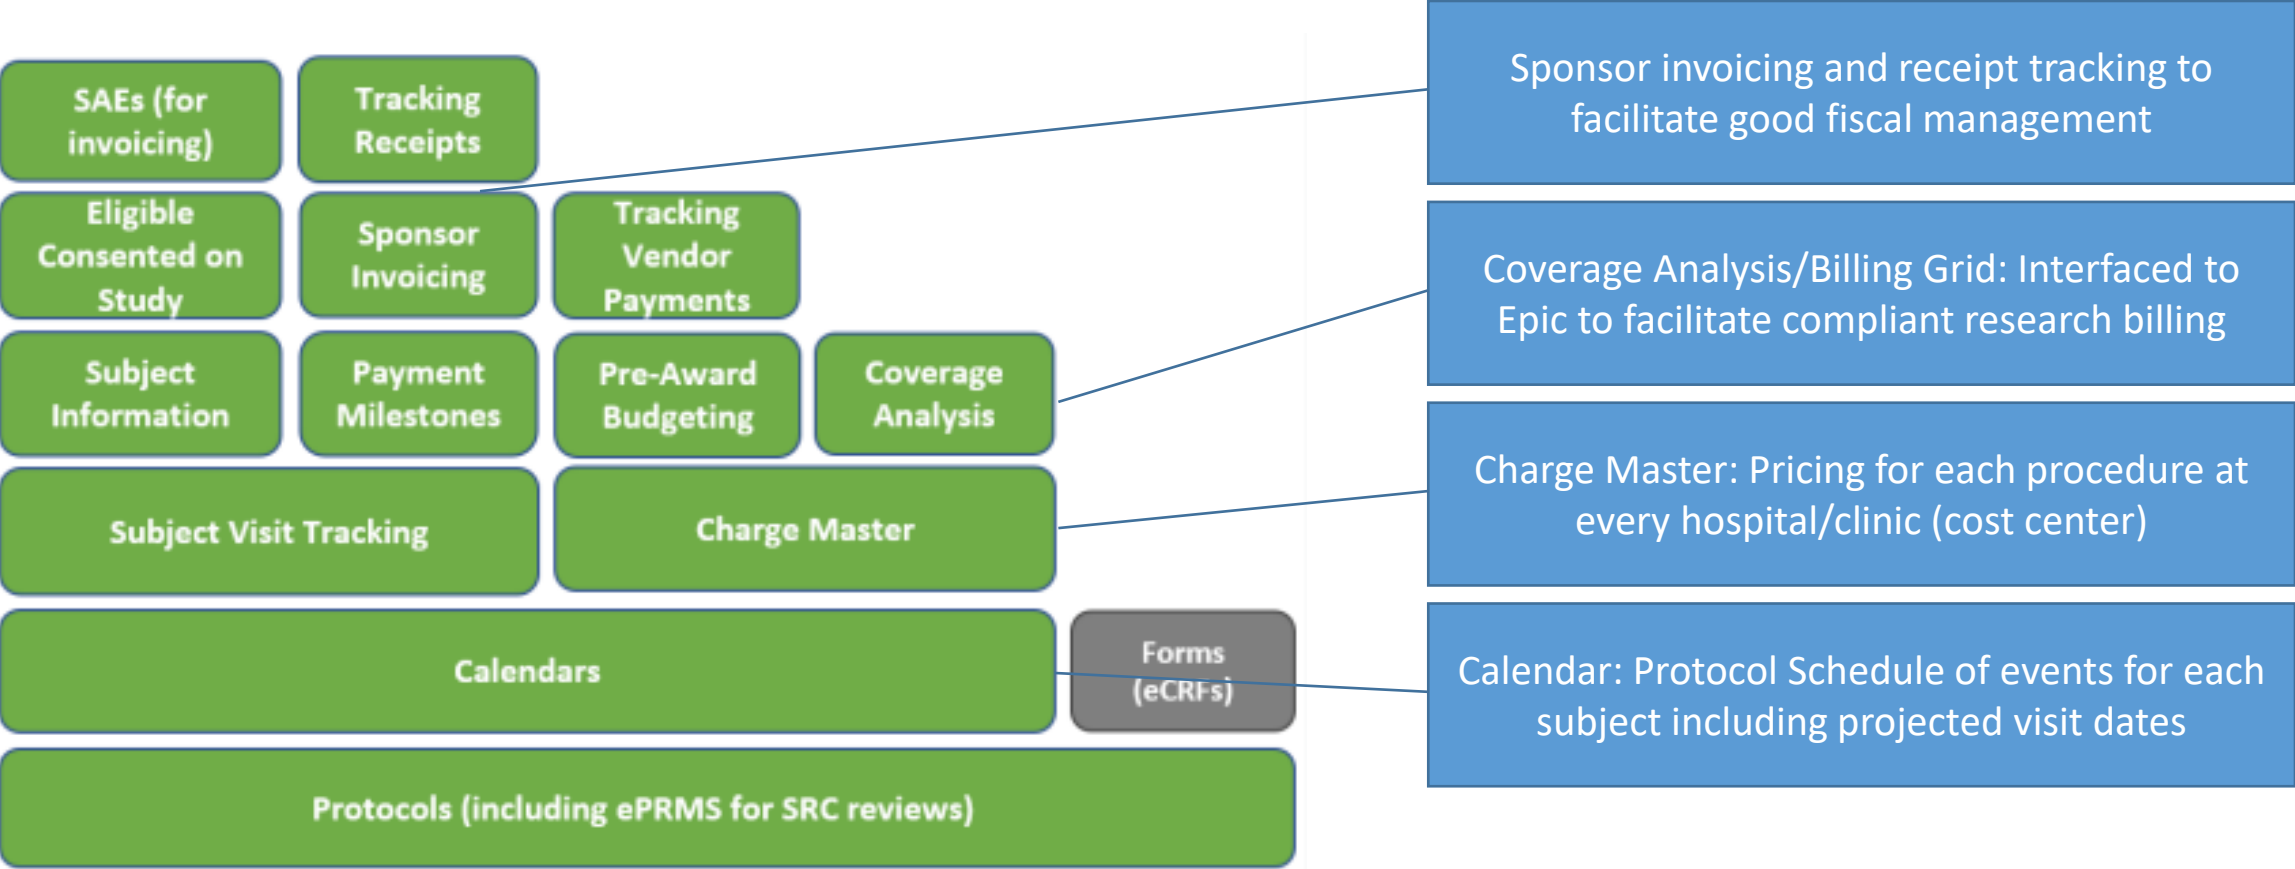 SAEs (for
invoicing)
Tracking
Receipts
Eligible
Consented on
Study
Sponsor
Invoicing
Tracking
Vendor
Payments
Subject
Information
Payment
Milestones
Pre-Award
Budgeting
Coverage
Analysis
Subject Visit Tracking
Charge Master
Calendars
Forms
(eCRFs)
Protocols (including ePRMS for SRC reviews)
Sponsor invoicing and receipt tracking to
facilitate good fiscal management
Coverage Analysis/Billing Grid: Interfaced to
Epic to facilitate compliant research billing
Charge Master: Pricing for each procedure at
every hospital/clinic (cost center)
Calendar: Protocol Schedule of events for each
subject including projected visit dates